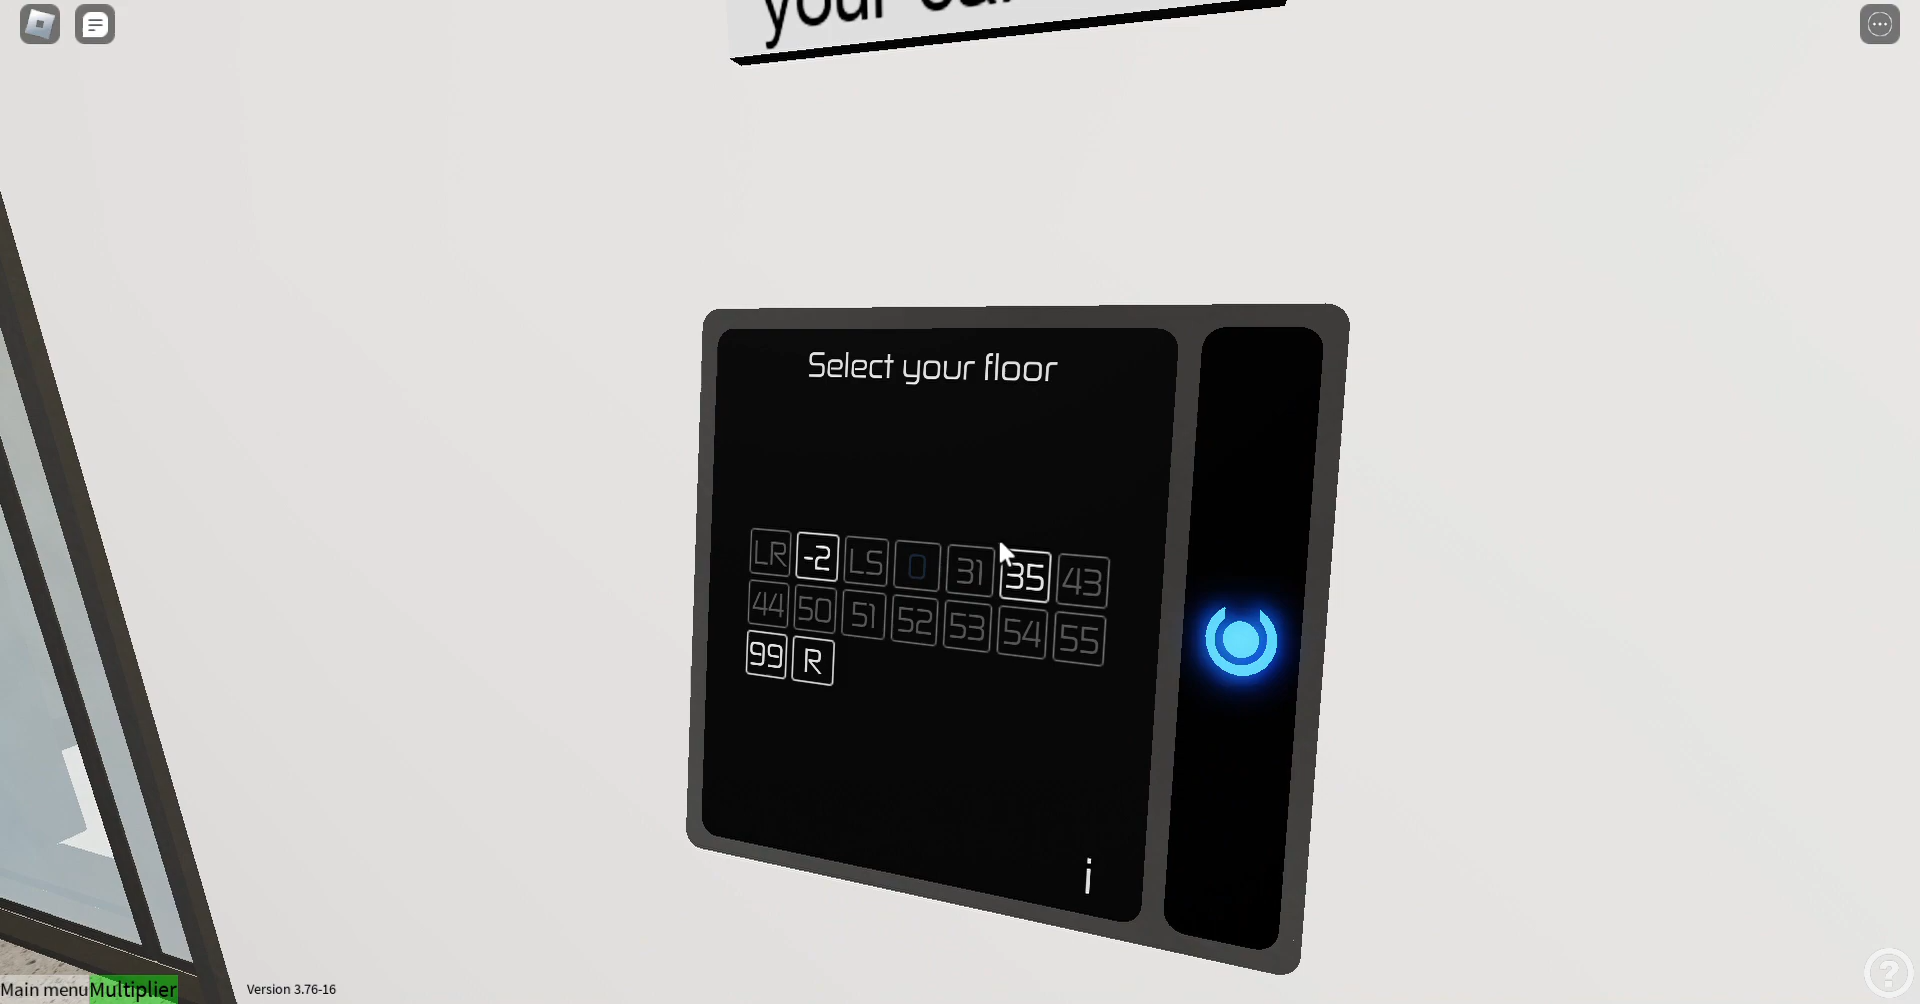 your
Select your floor
LR -2 LS 0 31 35 43
44 50 51 52 53 54 55
99 R
i
?
Main menu Multiplier
Version 3.76-16